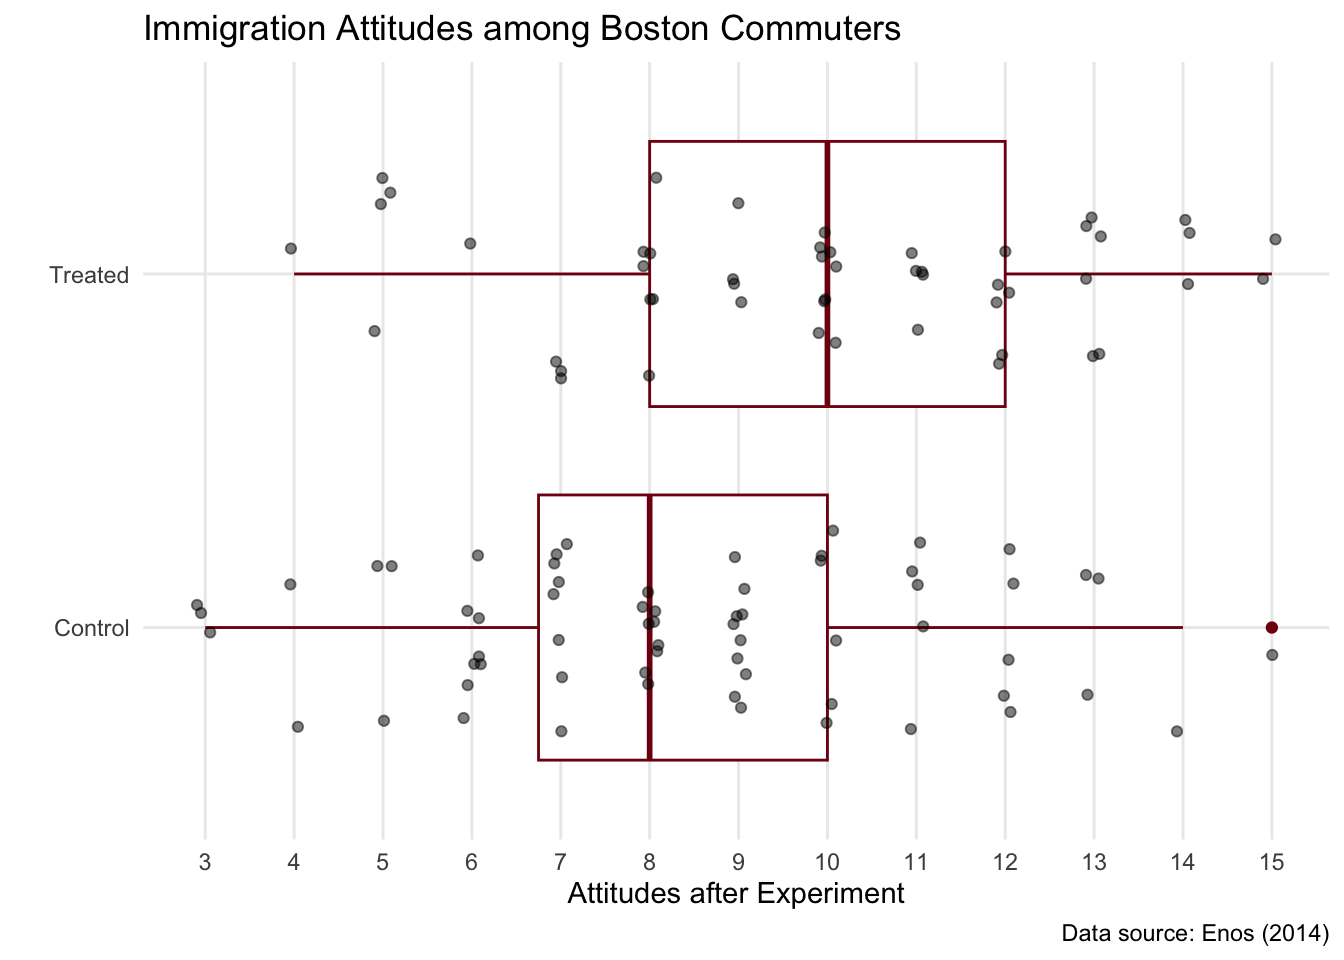 Immigration Attitudes among Boston Commuters
Treated
Control
3 4 5 6 7 8 9 10 11 12 13 14 15
Attitudes after Experiment
Data source: Enos (2014)